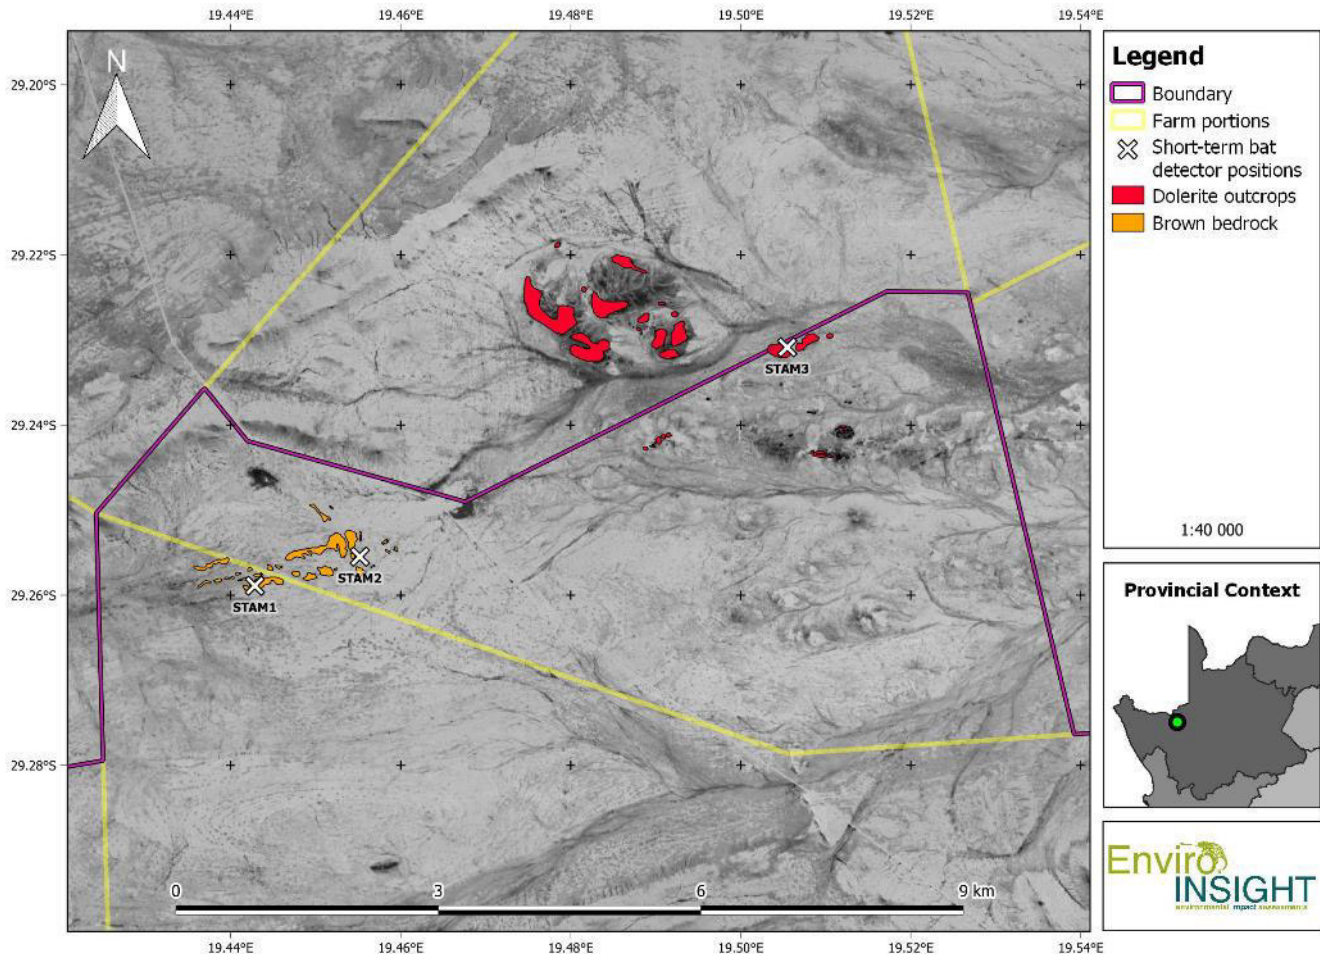 19.44°E 19.46°E 19.48°E 19.50°E 19.52°E 19.54°E
N
29.20°S
29.22°S
29.24°S
29.26°S
29.28°S
STAM3
STAM2
STAM1
0 3 6 9 km
19.44°E 19.46°E 19.48°E 19.50°E 19.52°E 19.54°E
Legend
Boundary
Farm portions
Short-term bat
detector positions
Dolerite outcrops
Brown bedrock
1:40 000
Provincial Context
Enviro
INSIGHT
environmental impact assessments